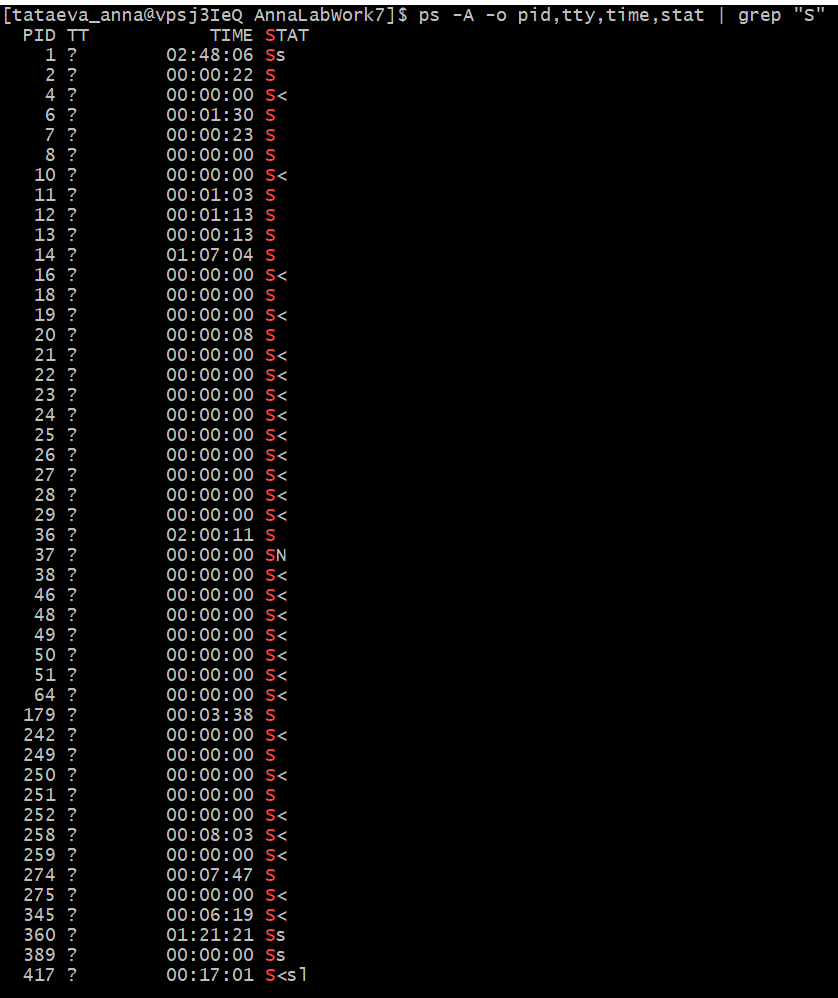 [tataeva_anna@vpsj3IeQ AnnaLabWork7]$ ps -A -o pid,tty,time,stat | grep "S"
  PID TT           TIME STAT
    1 ?        02:48:06 Ss
    2 ?        00:00:22 S
    4 ?        00:00:00 S<
    6 ?        00:01:30 S
    7 ?        00:00:23 S
    8 ?        00:00:00 S
   10 ?        00:00:00 S<
   11 ?        00:01:03 S
   12 ?        00:01:13 S
   13 ?        00:00:13 S
   14 ?        01:07:04 S
   16 ?        00:00:00 S<
   18 ?        00:00:00 S
   19 ?        00:00:00 S<
   20 ?        00:00:08 S
   21 ?        00:00:00 S<
   22 ?        00:00:00 S<
   23 ?        00:00:00 S<
   24 ?        00:00:00 S<
   25 ?        00:00:00 S<
   26 ?        00:00:00 S<
   27 ?        00:00:00 S<
   28 ?        00:00:00 S<
   29 ?        00:00:00 S<
   36 ?        02:00:11 S
   37 ?        00:00:00 SN
   38 ?        00:00:00 S<
   46 ?        00:00:00 S<
   48 ?        00:00:00 S<
   49 ?        00:00:00 S<
   50 ?        00:00:00 S<
   51 ?        00:00:00 S<
   64 ?        00:00:00 S<
  179 ?        00:03:38 S
  242 ?        00:00:00 S<
  249 ?        00:00:00 S
  250 ?        00:00:00 S<
  251 ?        00:00:00 S
  252 ?        00:00:00 S<
  258 ?        00:08:03 S<
  259 ?        00:00:00 S<
  274 ?        00:07:47 S
  275 ?        00:00:00 S<
  345 ?        00:06:19 S<
  360 ?        01:21:21 Ss
  389 ?        00:00:00 Ss
  417 ?        00:17:01 S<sl